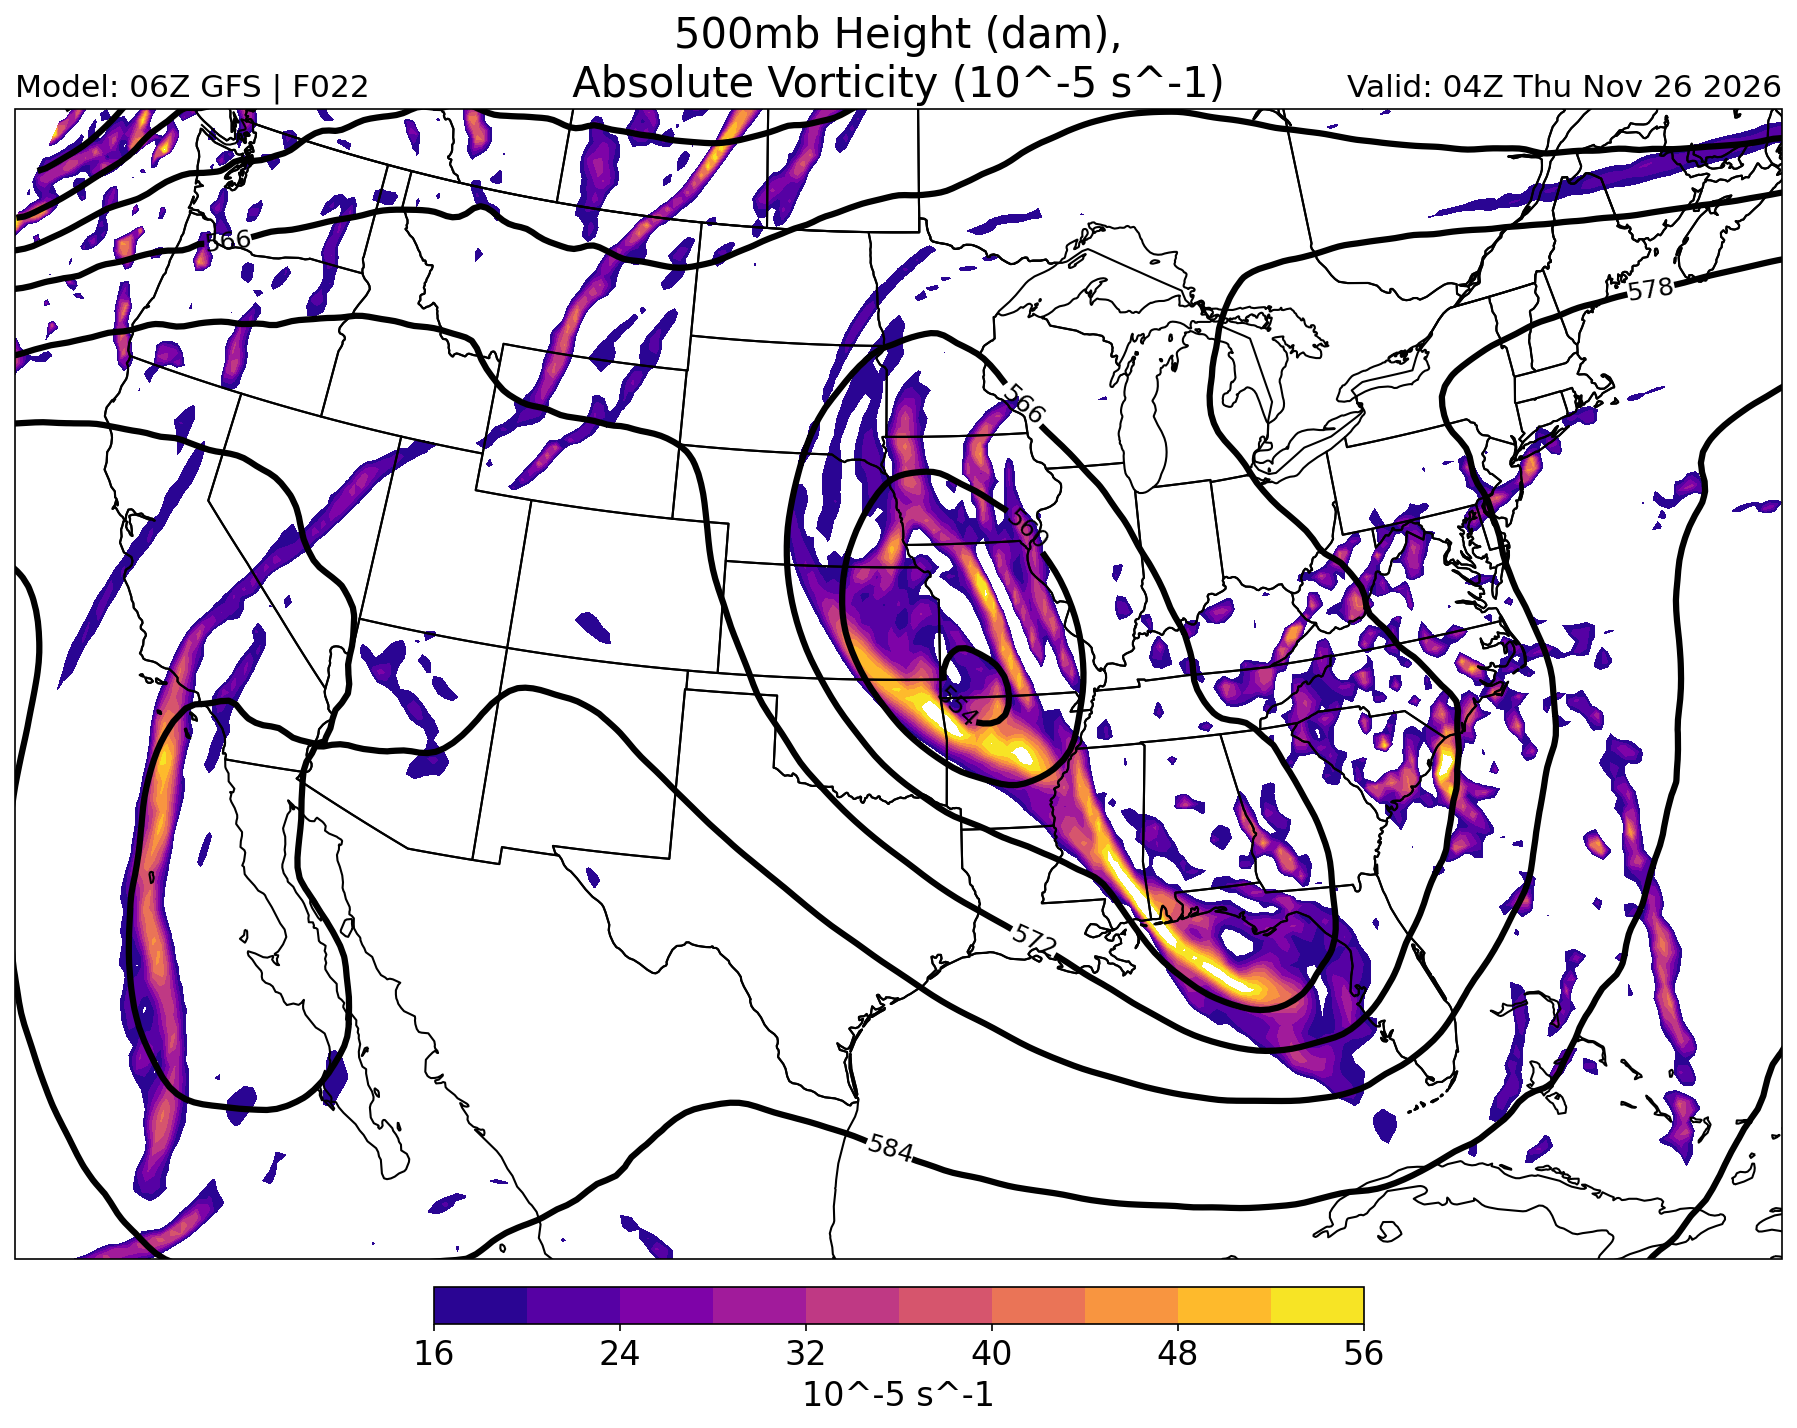 500mb Height (dam),
Absolute Vorticity (10^-5 s^-1)
Model: 06Z GFS | F022
Valid: 04Z Thu Nov 26 2026
566
578
566
560
554
572
584
16 24 32 40 48 56
10^-5 s^-1